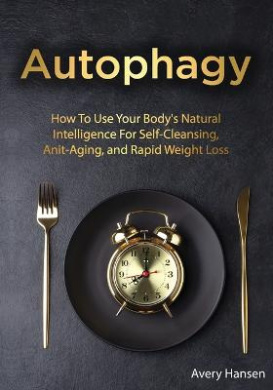 Autophagy
How To Use Your Body's Natural
Intelligence For Self-Cleansing,
Anit-Aging, and Rapid Weight Loss
Avery Hansen